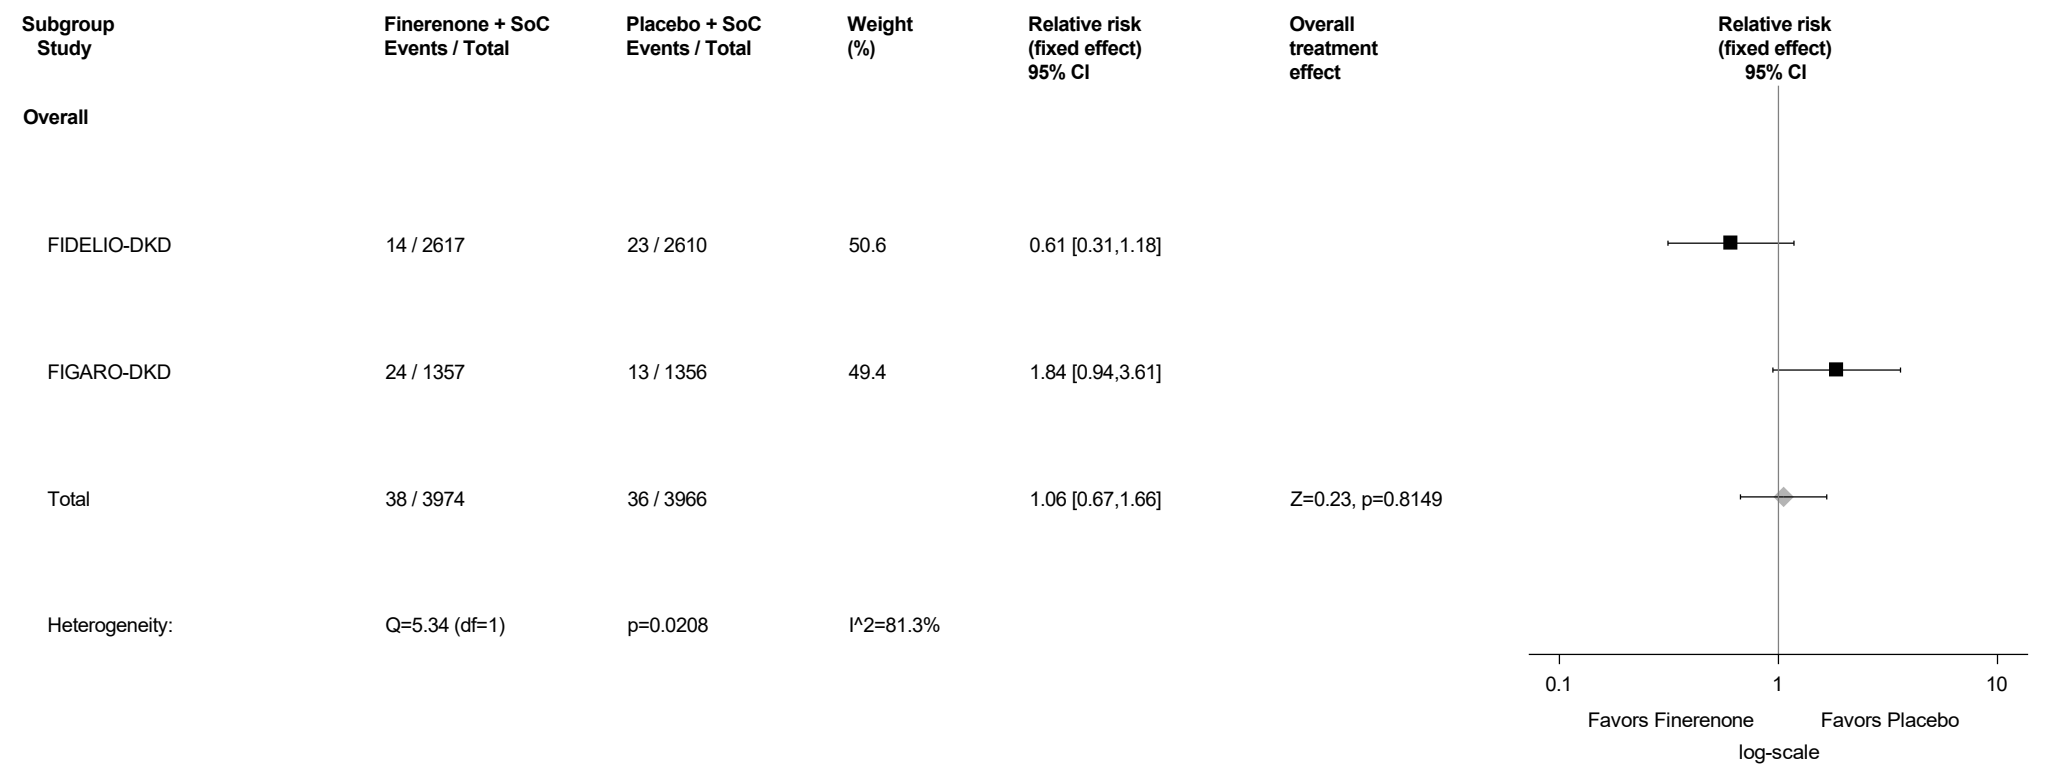 Subgroup Finerenone + SoC Placebo + SoC Weight Relative risk Overall Relative risk
Study Events / Total Events / Total (%) (fixed effect) treatment (fixed effect)
95% CI effect 95% CI
Overall
FIDELIO-DKD 14 / 2617 23 / 2610 50.6 0.61 [0.31,1.18]
FIGARO-DKD 24 / 1357 13 / 1356 49.4 1.84 [0.94,3.61]
Total 38 / 3974 36 / 3966 1.06 [0.67,1.66] Z=0.23, p=0.8149
Heterogeneity: Q=5.34 (df=1) p=0.0208 I^2=81.3%
0.1 1 10
Favors Finerenone Favors Placebo
log-scale